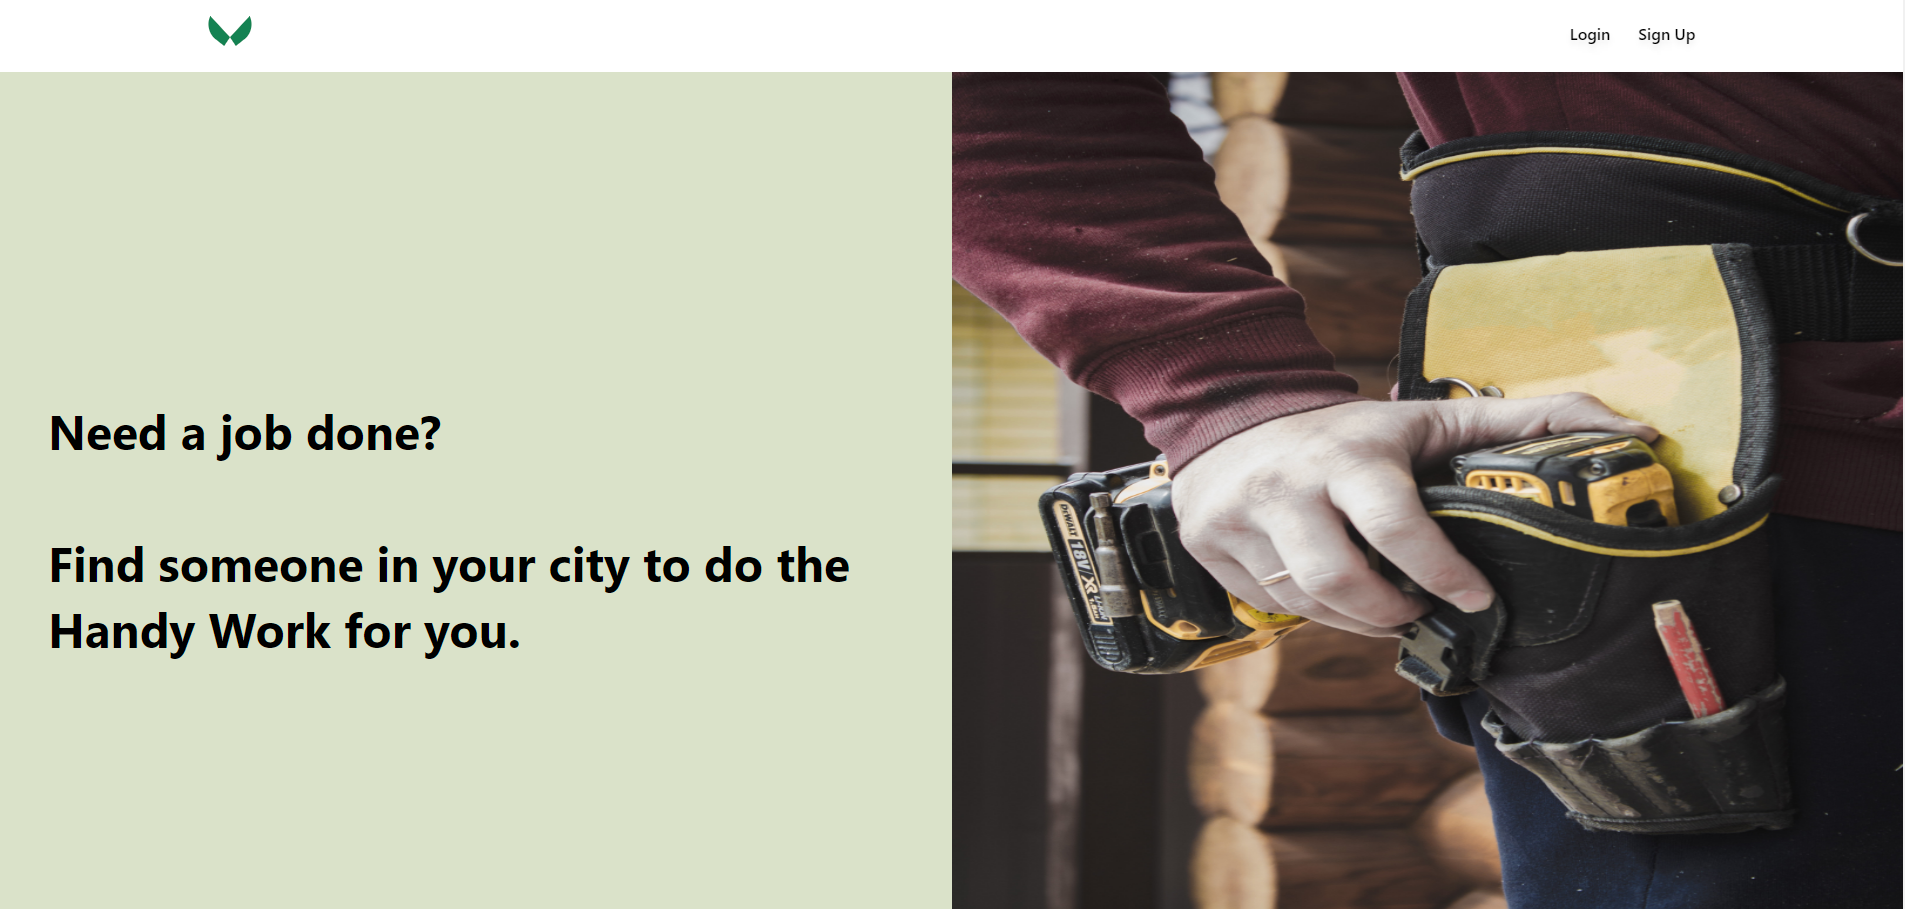 Login Sign Up
Need a job done?
Find someone in your city to do the
Handy Work for you.
DEWALT
18V XR